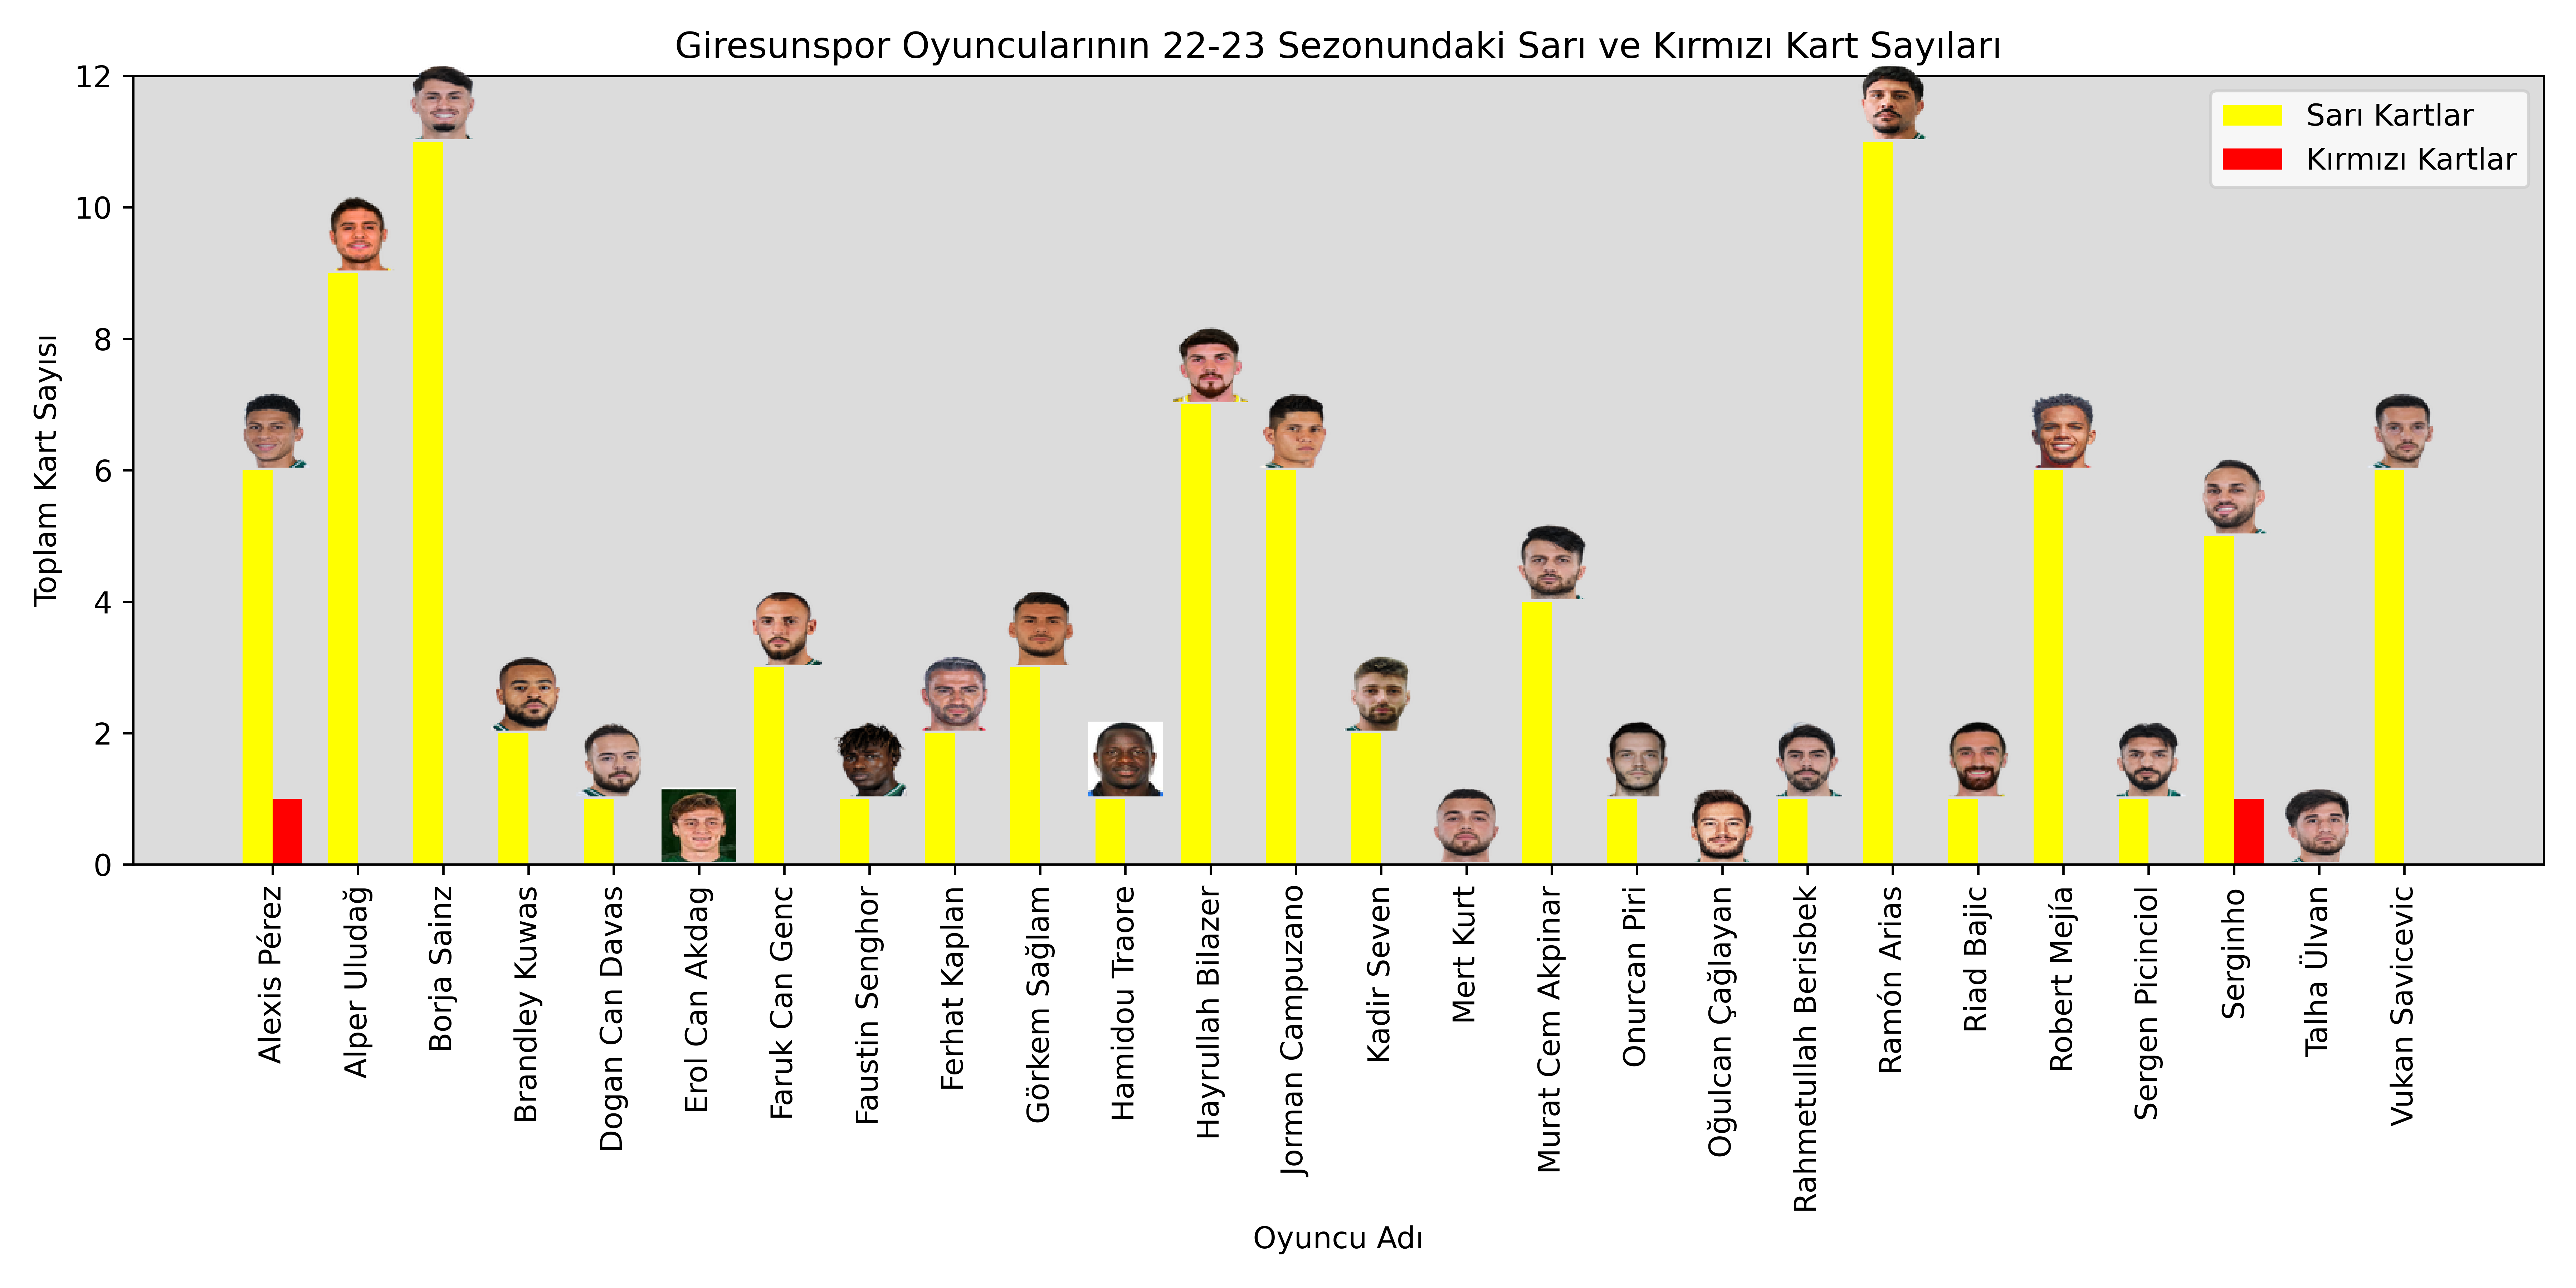 Giresunspor Oyuncularının 22-23 Sezonundaki Sarı ve Kırmızı Kart Sayıları
Toplam Kart Sayısı
12
10
8
6
4
2
0
Sarı Kartlar
Kırmızı Kartlar
Alexis Pérez
Alper Uludağ
Borja Sainz
Brandley Kuwas
Dogan Can Davas
Erol Can Akdag
Faruk Can Genc
Faustin Senghor
Ferhat Kaplan
Görkem Sağlam
Hamidou Traore
Hayrullah Bilazer
Jorman Campuzano
Kadir Seven
Mert Kurt
Murat Cem Akpinar
Onurcan Piri
Oğulcan Çağlayan
Rahmetullah Berisbek
Ramón Arias
Riad Bajic
Robert Mejía
Sergen Picinciol
Serginho
Talha Ülvan
Vukan Savicevic
Oyuncu Adı